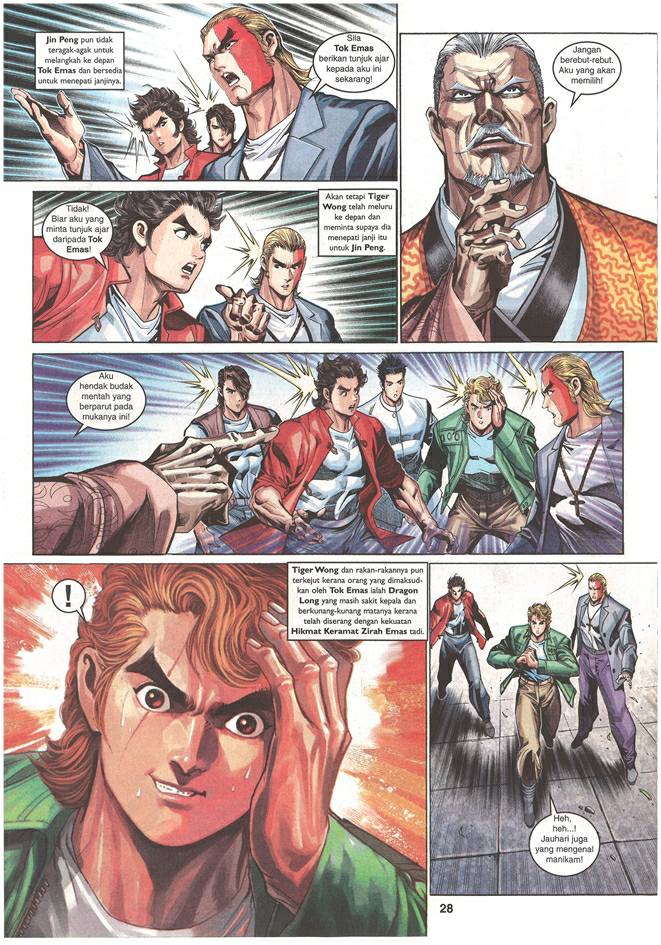 Jin Peng pun tidak
teragak-agak untuk
melangkah ke depan
Tok Emas dan bersedia
untuk menepati janjinya.
Sila
Tok Emas
berikan tunjuk ajar
kepada aku ini
sekarang!
Jangan
berebut-rebut.
Aku yang akan
memilih!
Tidak!
Biar aku yang
minta tunjuk ajar
daripada Tok
Emas!
Akan tetapi Tiger
Wong telah meluru
ke depan dan
meminta supaya dia
menepati janji itu
untuk Jin Peng.
Aku
hendak budak
mentah yang
berparut pada
mukanya ini!
!
Tiger Wong dan rakan-rakannya pun
terkejut kerana orang yang dimaksud-
kan oleh Tok Emas ialah Dragon
Long yang masih sakit kepala dan
berkunang-kunang matanya kerana
telah diserang dengan kekuatan
Hikmat Keramat Zirah Emas tadi.
Heh,
heh...!
Jauhari juga
yang mengenal
manikam!
28